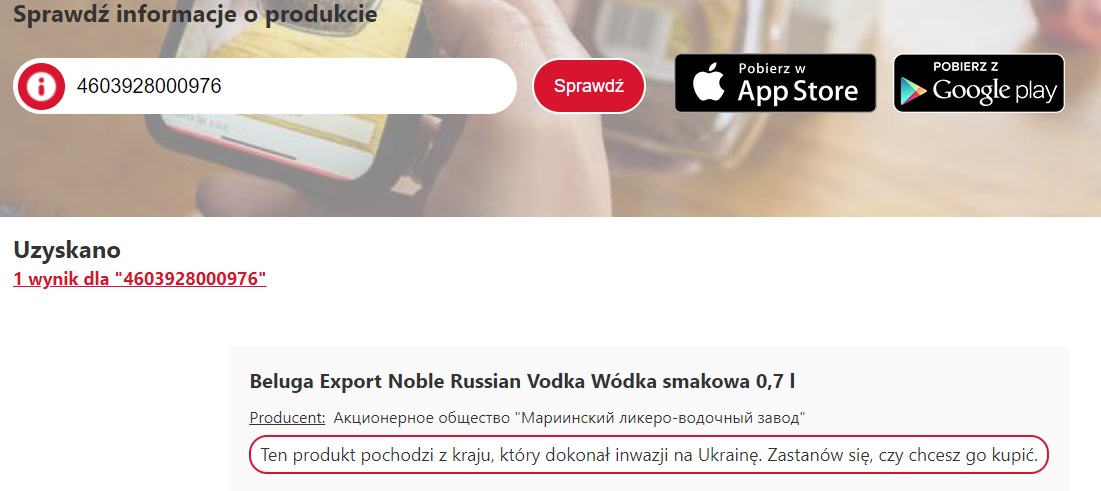 Sprawdź informacje o produkcie
4603928000976
Sprawdź
Pobierz w
App Store
POBIERZ Z
Google play
Uzyskano
1 wynik dla "4603928000976"
Beluga Export Noble Russian Vodka Wódka smakowa 0,7 l
Producent: Акционерное общество "Мариинский ликеро-водочный завод"
Ten produkt pochodzi z kraju, który dokonał inwazji na Ukrainę. Zastanów się, czy chcesz go kupić.